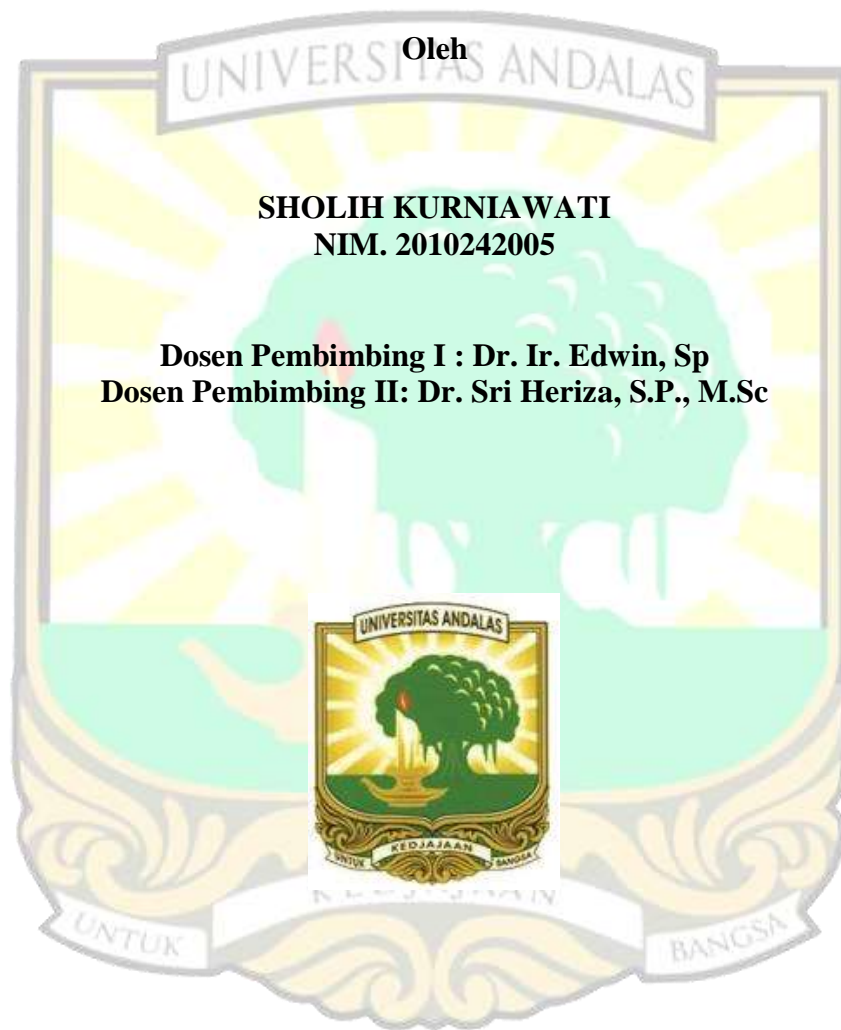 Oleh
UNIVERSITAS ANDALAS
SHOLIH KURNIAWATI
NIM. 2010242005
Dosen Pembimbing I : Dr. Ir. Edwin, Sp
Dosen Pembimbing II: Dr. Sri Heriza, S.P., M.Sc
UNIVERSITAS ANDALAS
UNTUK KEDJAJAAN BANGSA
UNTUK KEDJAJAAN BANGSA